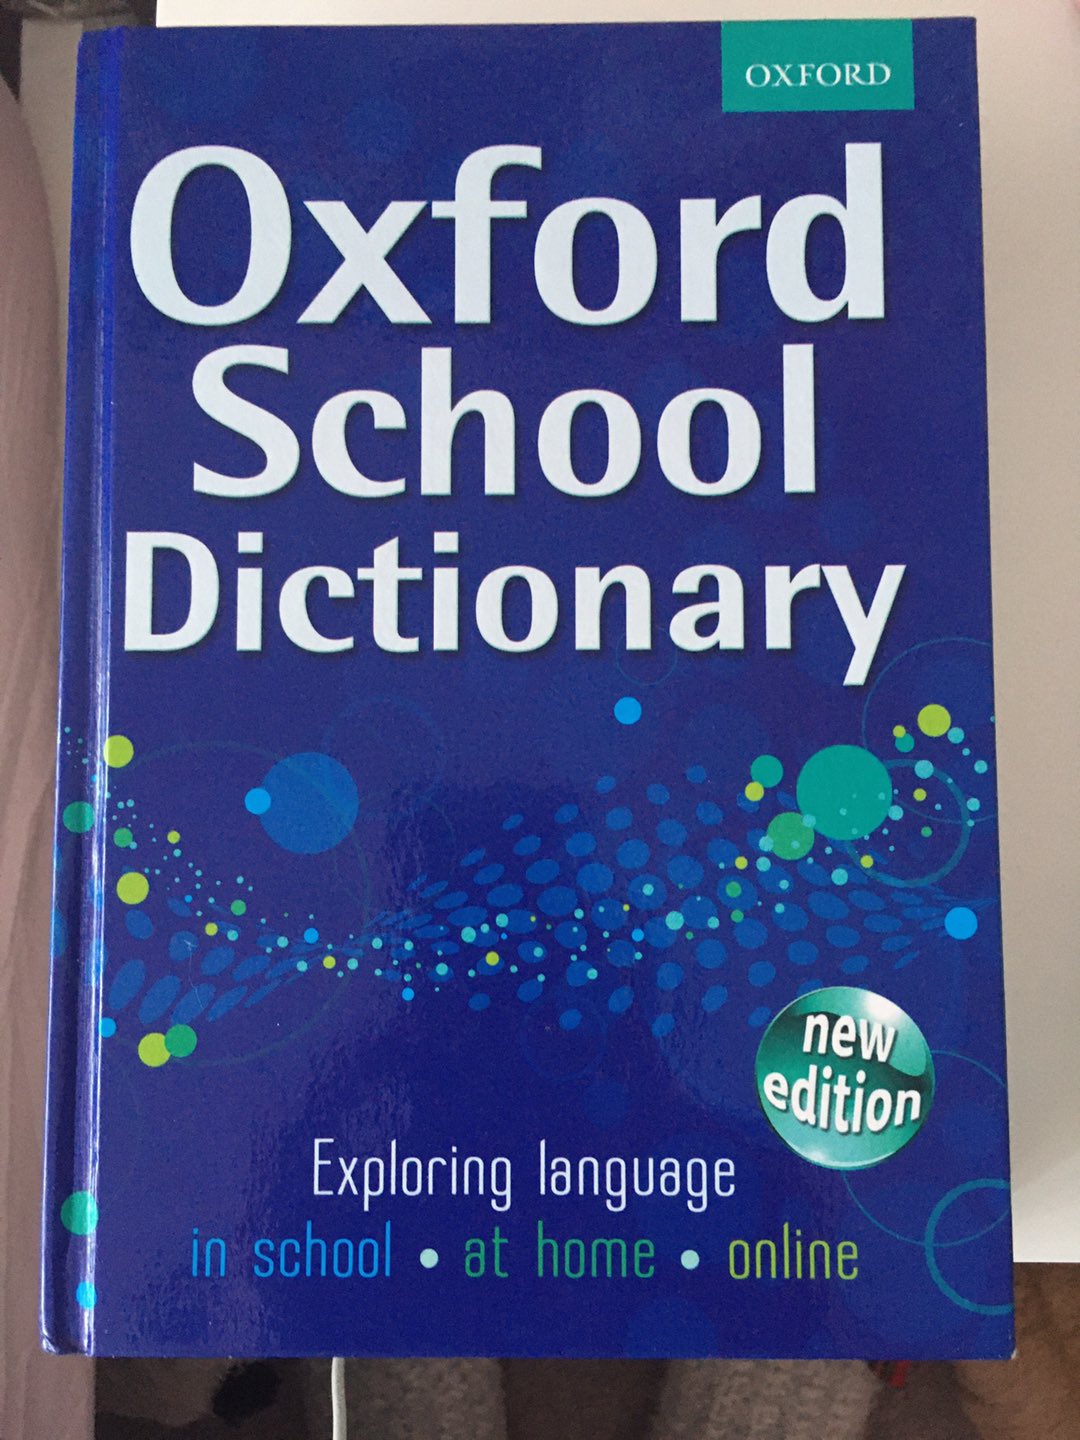 OXFORD
Oxford
School
Dictionary
new
edition
Exploring language
in school • at home • online